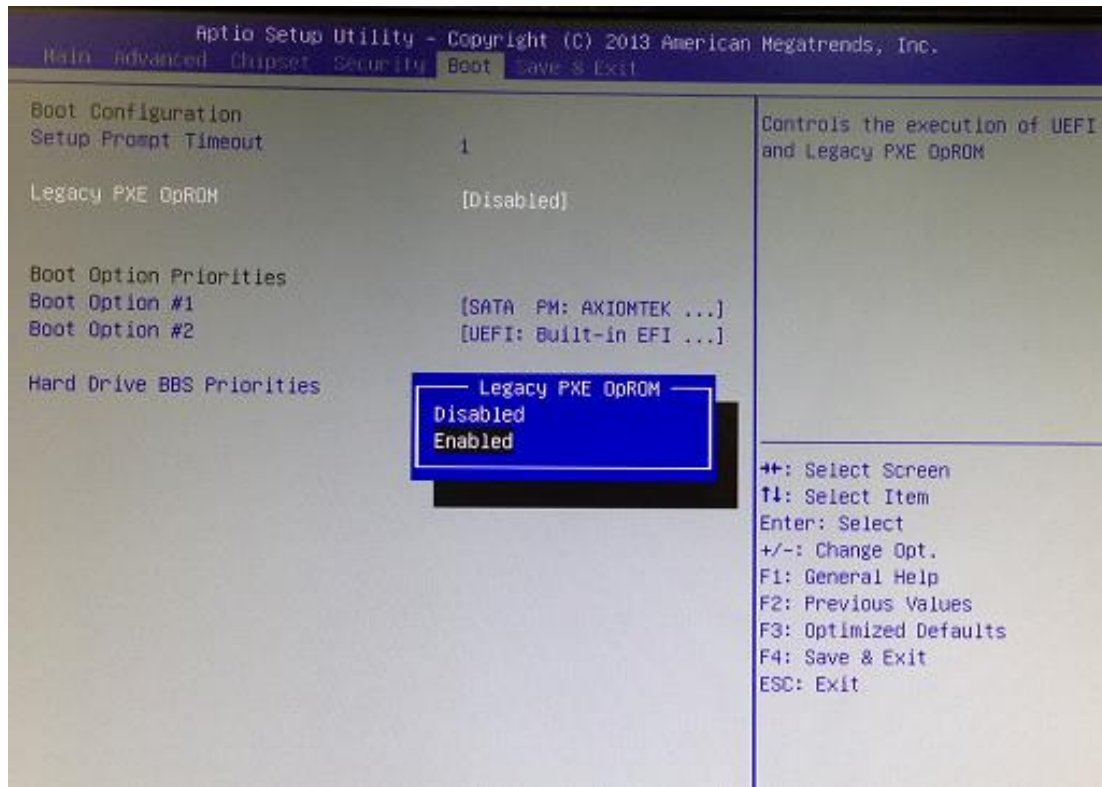 Aptio Setup Utility - Copyright (C) 2013 American Megatrends, Inc.
Main Advanced Chipset Security Boot Save & Exit
Boot Configuration
Setup Prompt Timeout 1
Legacy PXE OpROM [Disabled]
Boot Option Priorities
Boot Option #1 [SATA PM: AXIOMTEK ...]
Boot Option #2 [UEFI: Built-in EFI ...]
Hard Drive BBS Priorities
Legacy PXE OpROM
Disabled
Enabled
Controls the execution of UEFI
and Legacy PXE OpROM
→←: Select Screen
↑↓: Select Item
Enter: Select
+/-: Change Opt.
F1: General Help
F2: Previous Values
F3: Optimized Defaults
F4: Save & Exit
ESC: Exit